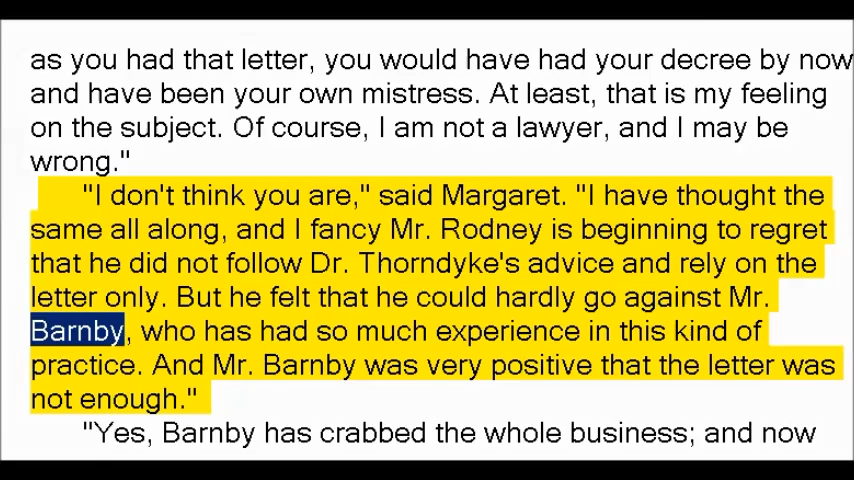 as you had that letter, you would have had your decree by now
and have been your own mistress. At least, that is my feeling
on the subject. Of course, I am not a lawyer, and I may be
wrong."
"I don't think you are," said Margaret. "I have thought the
same all along, and I fancy Mr. Rodney is beginning to regret
that he did not follow Dr. Thorndyke's advice and rely on the
letter only. But he felt that he could hardly go against Mr.
Barnby, who has had so much experience in this kind of
practice. And Mr. Barnby was very positive that the letter was
not enough."
"Yes, Barnby has crabbed the whole business; and now